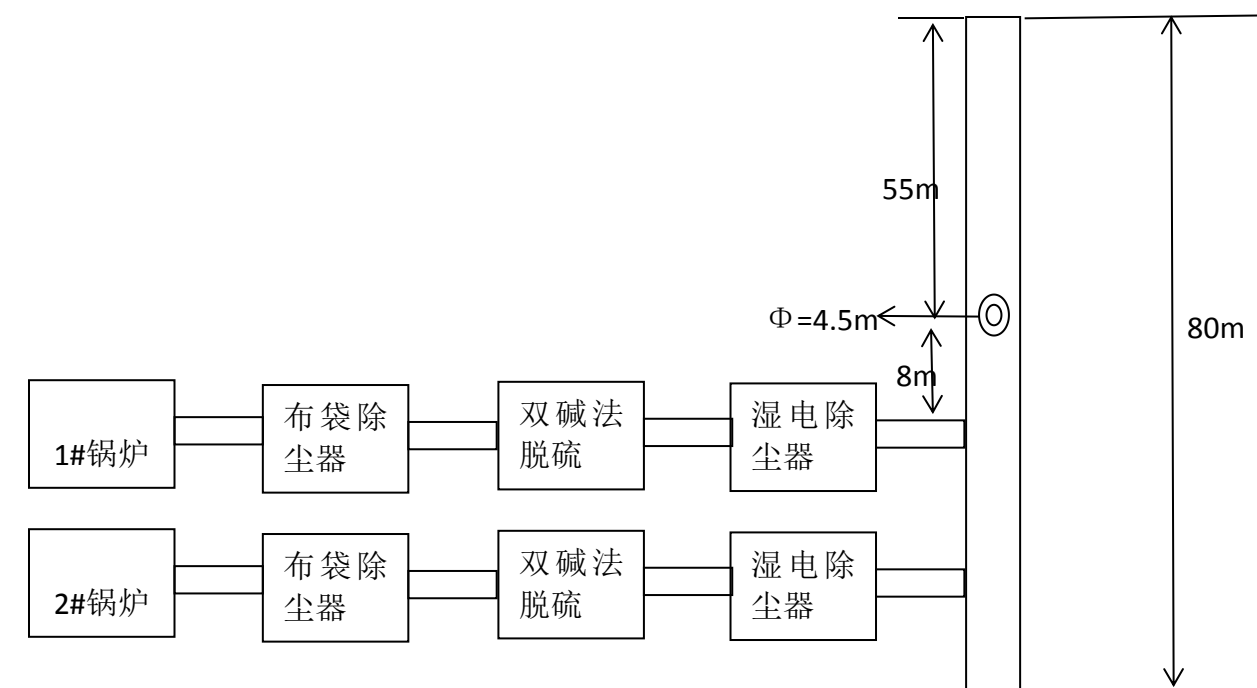 55m
Φ=4.5m
80m
8m
1#锅炉
布袋除
尘器
双碱法
脱硫
湿电除
尘器
2#锅炉
布袋除
尘器
双碱法
脱硫
湿电除
尘器